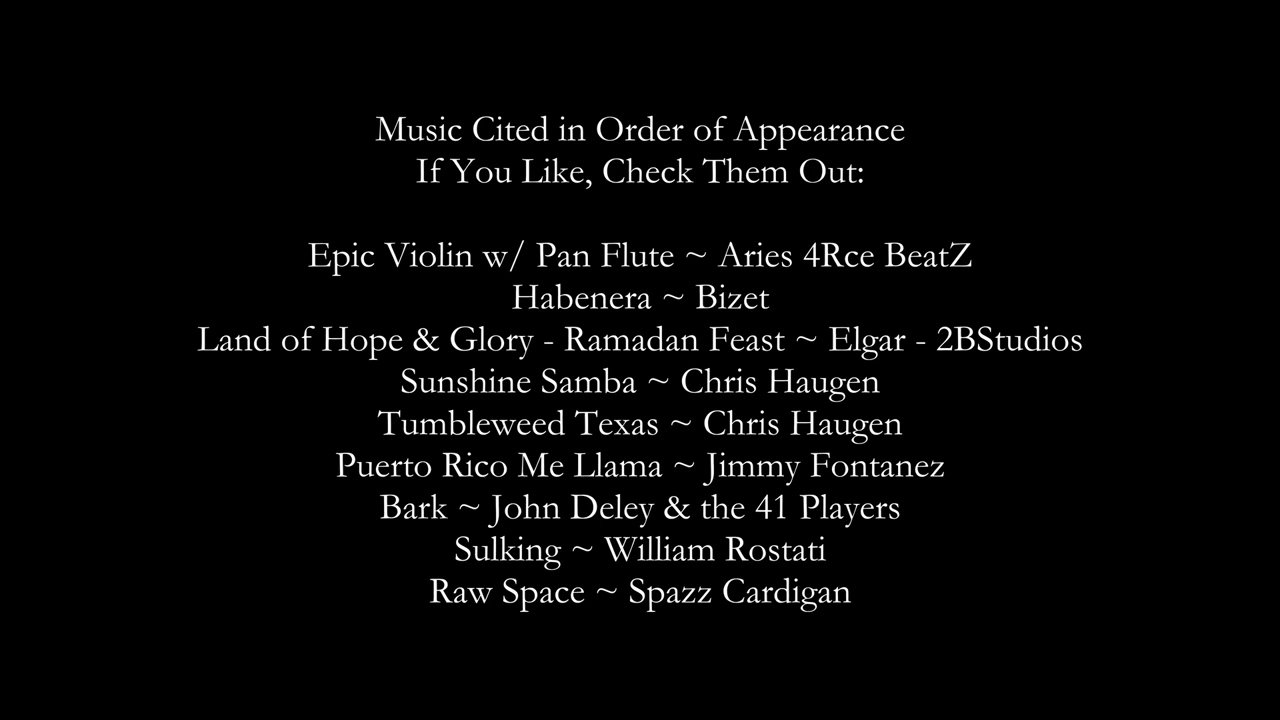 Music Cited in Order of Appearance
If You Like, Check Them Out:
Epic Violin w/ Pan Flute ~ Aries 4Rce BeatZ
Habenera ~ Bizet
Land of Hope & Glory - Ramadan Feast ~ Elgar - 2BStudios
Sunshine Samba ~ Chris Haugen
Tumbleweed Texas ~ Chris Haugen
Puerto Rico Me Llama ~ Jimmy Fontanez
Bark ~ John Deley & the 41 Players
Sulking ~ William Rostati
Raw Space ~ Spazz Cardigan